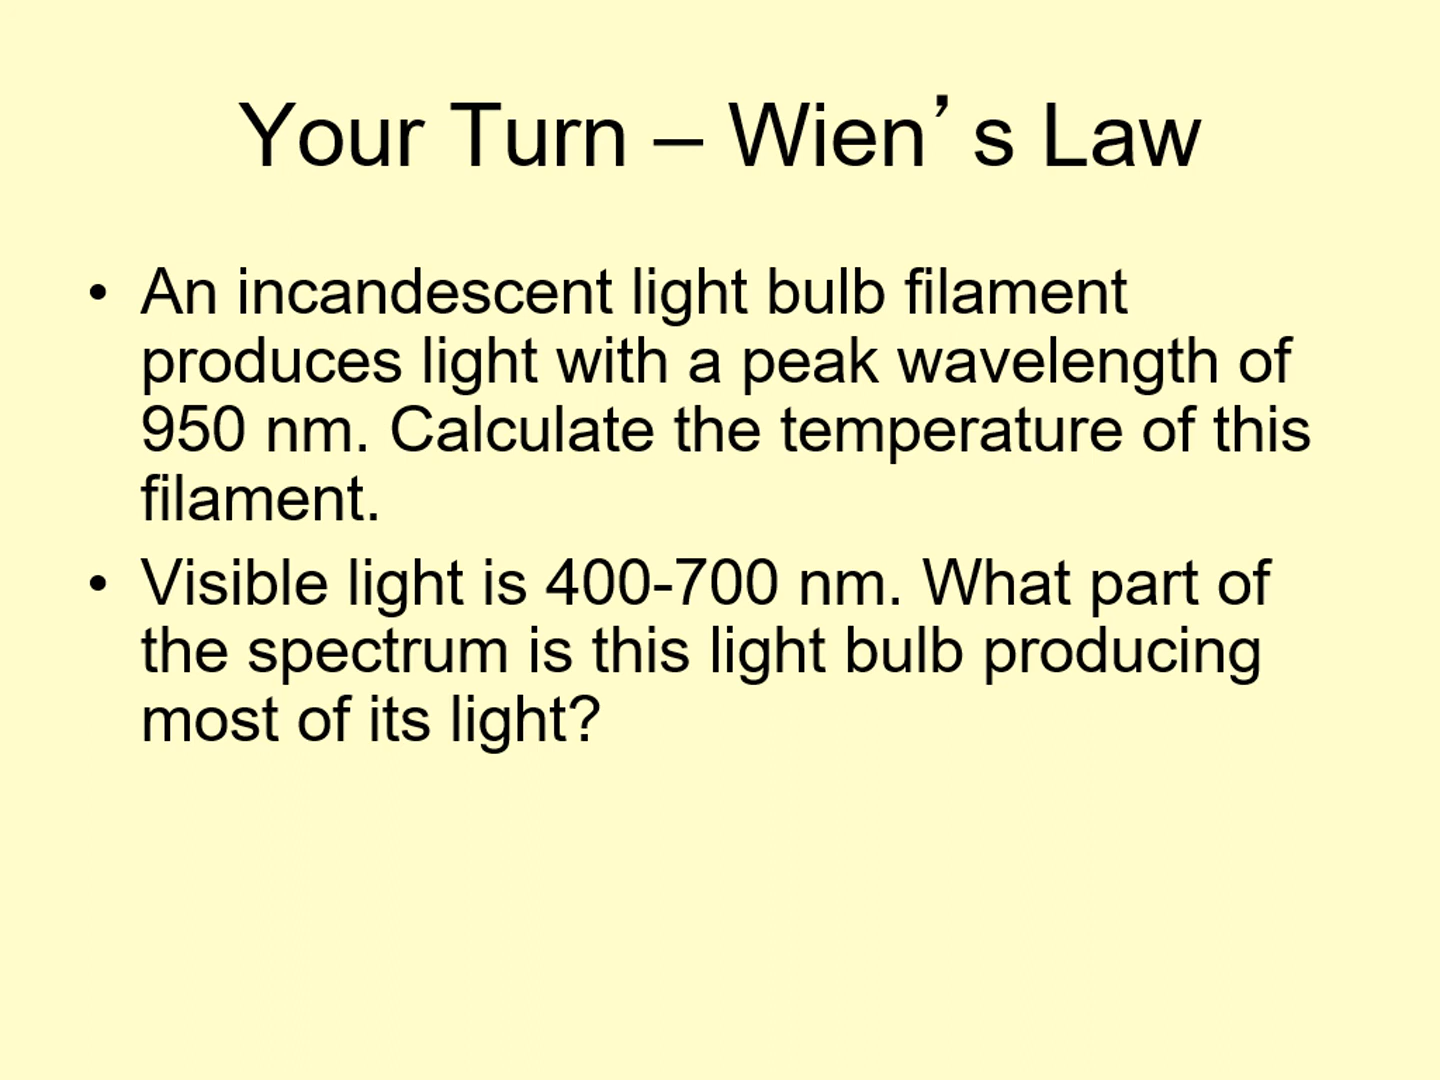 Your Turn – Wien’s Law
• An incandescent light bulb filament
produces light with a peak wavelength of
950 nm. Calculate the temperature of this
filament.
• Visible light is 400-700 nm. What part of
the spectrum is this light bulb producing
most of its light?